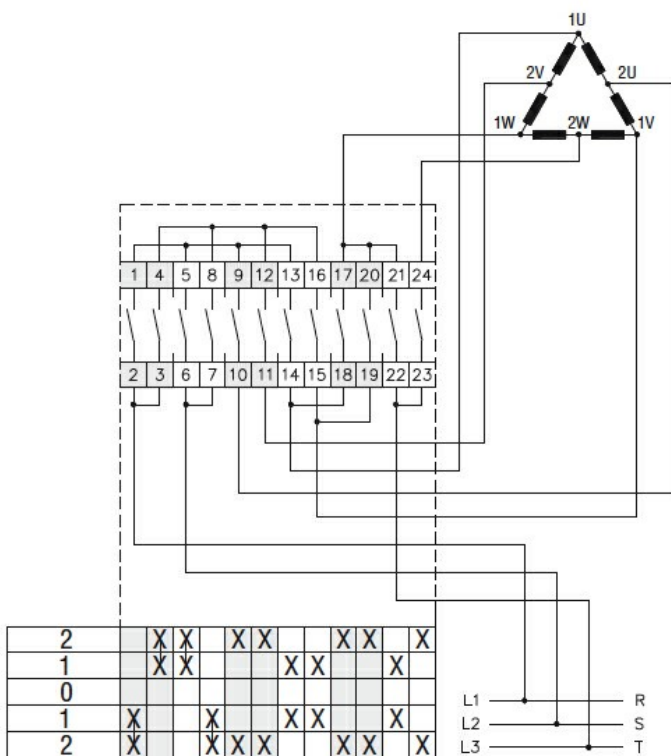 1U
2V 2U
1W 2W 1V
1 4 5 8 9 12 13 16 17 20 21 24
2 3 6 7 10 11 14 15 18 19 22 23
2 X X X X X X X
1 X X X X X
0
1 X X X X X
2 X X X X X X X
L1 R
L2 S
L3 T